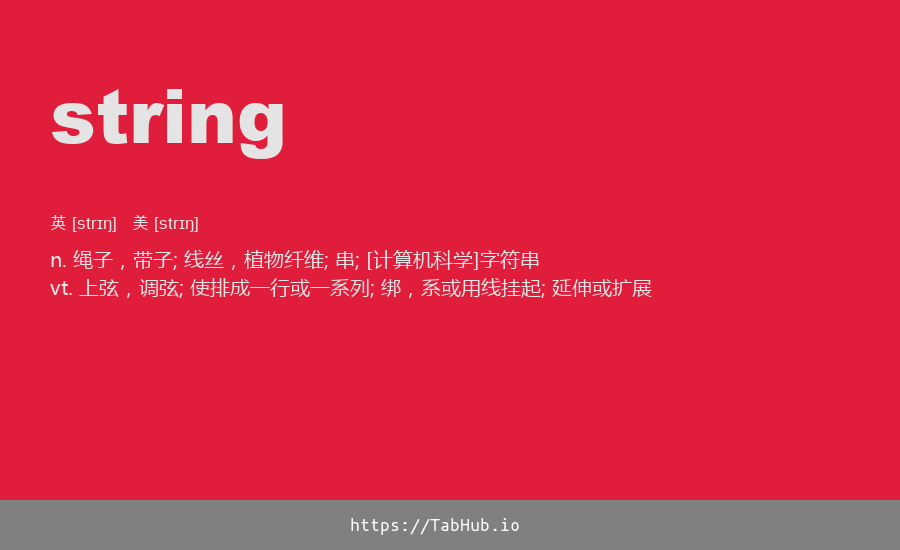 string
英 [strɪŋ] 美 [strɪŋ]
n. 绳子，带子; 线丝，植物纤维; 串; [计算机科学]字符串
vt. 上弦，调弦; 使排成一行或一系列; 绑，系或用线挂起; 延伸或扩展
https://TabHub.io